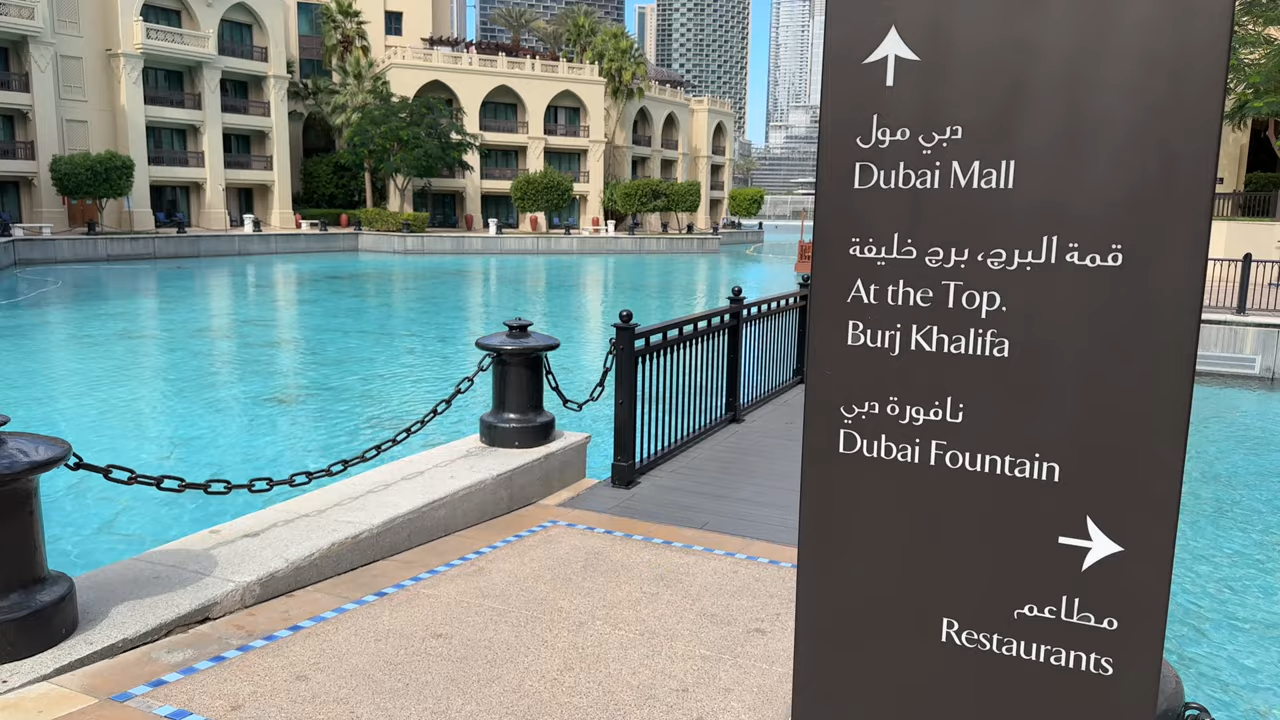 دبي مول
Dubai Mall
قمة البرج، برج خليفة
At the Top,
Burj Khalifa
نافورة دبي
Dubai Fountain
مطاعم
Restaurants